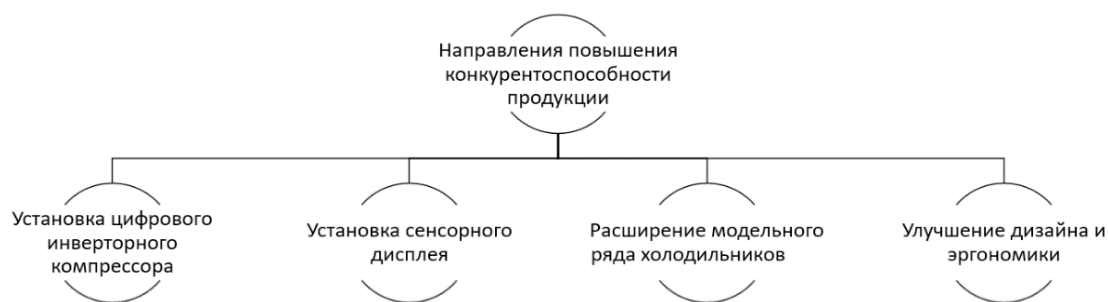 Направления повышения
конкурентоспособности
продукции
Установка цифрового
инверторного
компрессора
Установка сенсорного
дисплея
Расширение модельного
ряда холодильников
Улучшение дизайна и
эргономики